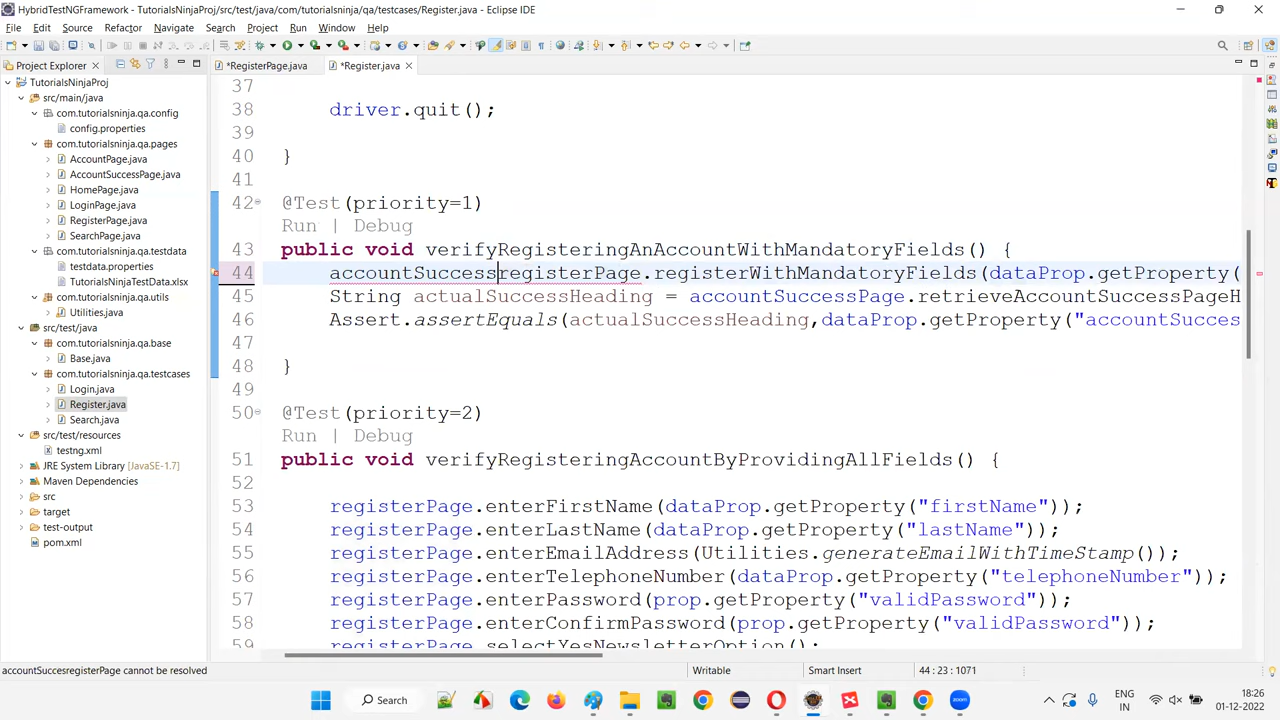 HybridTestNGFramework - TutorialsNinjaProj/src/test/java/com/tutorialsninja/qa/testcases/Register.java - Eclipse IDE
File Edit Source Refactor Navigate Search Project Run Window Help
Project Explorer
*RegisterPage.java
*Register.java
TutorialsNinjaProj
src/main/java
com.tutorialsninja.qa.config
config.properties
com.tutorialsninja.qa.pages
AccountPage.java
AccountSuccessPage.java
HomePage.java
LoginPage.java
RegisterPage.java
SearchPage.java
com.tutorialsninja.qa.testdata
testdata.properties
TutorialsNinjaTestData.xlsx
com.tutorialsninja.qa.utils
Utilities.java
src/test/java
com.tutorialsninja.qa.base
Base.java
com.tutorialsninja.qa.testcases
Login.java
Register.java
Search.java
src/test/resources
testng.xml
JRE System Library [JavaSE-1.7]
Maven Dependencies
src
target
test-output
pom.xml
37
38 driver.quit();
39
40 }
41
42 @Test(priority=1)
Run | Debug
43 public void verifyRegisteringAnAccountWithMandatoryFields() {
44 accountSuccessregisterPage.registerWithMandatoryFields(dataProp.getProperty(
45 String actualSuccessHeading = accountSuccessPage.retrieveAccountSuccessPageH
46 Assert.assertEquals(actualSuccessHeading,dataProp.getProperty("accountSucces
47
48 }
49
50 @Test(priority=2)
Run | Debug
51 public void verifyRegisteringAccountByProvidingAllFields() {
52
53 registerPage.enterFirstName(dataProp.getProperty("firstName"));
54 registerPage.enterLastName(dataProp.getProperty("lastName"));
55 registerPage.enterEmailAddress(Utilities.generateEmailWithTimeStamp());
56 registerPage.enterTelephoneNumber(dataProp.getProperty("telephoneNumber"));
57 registerPage.enterPassword(prop.getProperty("validPassword"));
58 registerPage.enterConfirmPassword(prop.getProperty("validPassword"));
59 registerPage.selectYesNewsletterOption();
accountSuccesregisterPage cannot be resolved
Writable
Smart Insert
44 : 23 : 1071
Search
ENG
IN
18:26
01-12-2022